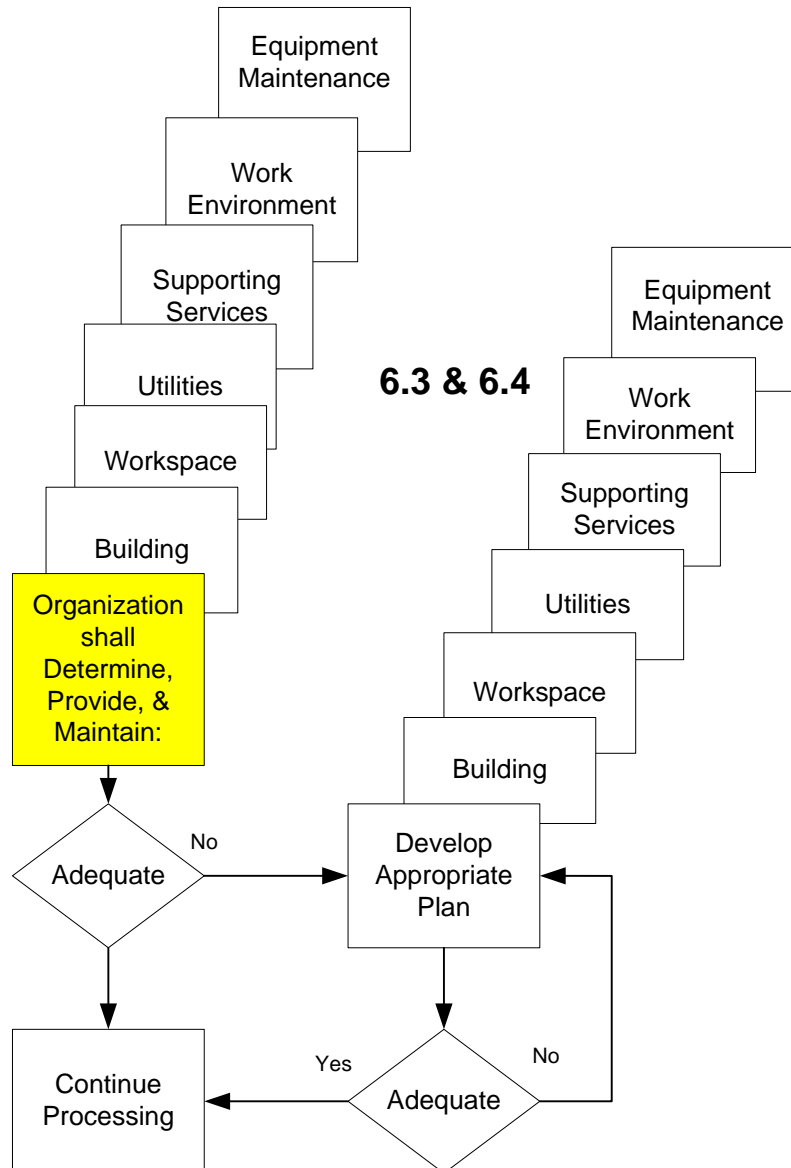 Equipment
Maintenance
Work
Environment
Supporting
Services
Utilities
Workspace
Building
Organization
shall
Determine,
Provide, &
Maintain:
6.3 & 6.4
Equipment
Maintenance
Work
Environment
Supporting
Services
Utilities
Workspace
Building
Develop
Appropriate
Plan
Adequate
No
Continue
Processing
Yes
Adequate
No